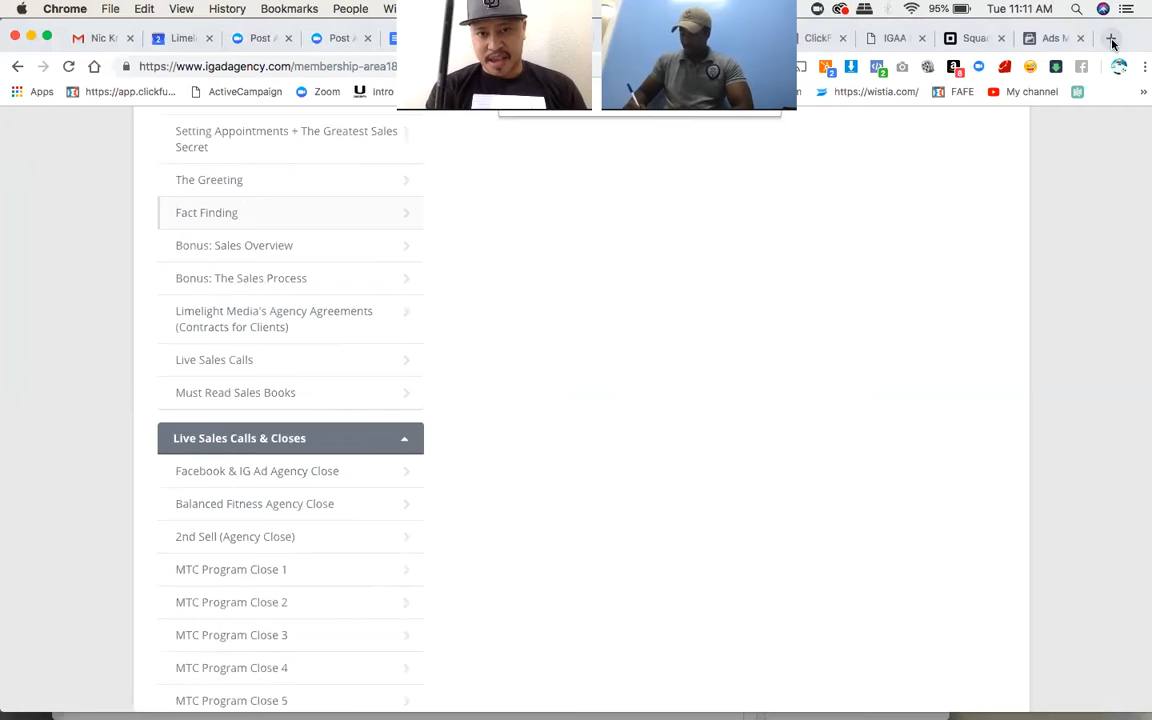 Chrome File Edit View History Bookmarks People Wi 95% Tue 11:11 AM
Nic K Limel Post A Post A ClickF IGAA Squa Ads M
https://www.igadagency.com/membership-area18
Apps https://app.clickfu... ActiveCampaign Zoom Intro https://wistia.com/ FAFE My channel
Setting Appointments + The Greatest Sales
Secret
The Greeting
Fact Finding
Bonus: Sales Overview
Bonus: The Sales Process
Limelight Media's Agency Agreements
(Contracts for Clients)
Live Sales Calls
Must Read Sales Books
Live Sales Calls & Closes
Facebook & IG Ad Agency Close
Balanced Fitness Agency Close
2nd Sell (Agency Close)
MTC Program Close 1
MTC Program Close 2
MTC Program Close 3
MTC Program Close 4
MTC Program Close 5